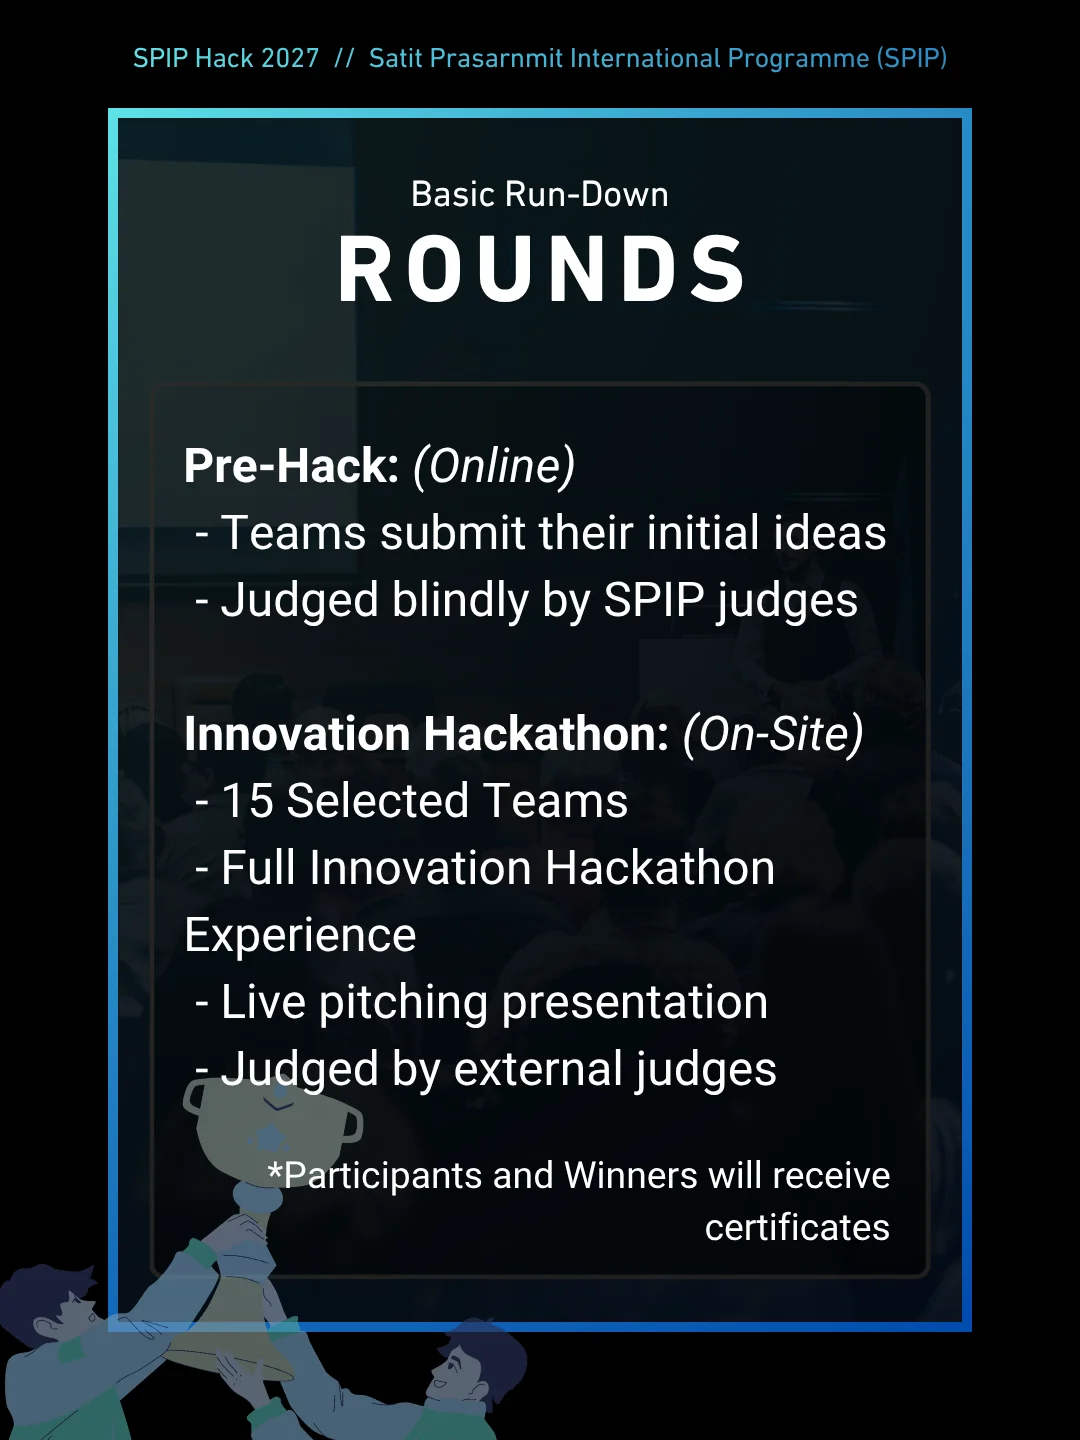 SPIP Hack 2027 // Satit Prasarnmit International Programme (SPIP)
Basic Run-Down
ROUNDS
Pre-Hack: (Online)
- Teams submit their initial ideas
- Judged blindly by SPIP judges
Innovation Hackathon: (On-Site)
- 15 Selected Teams
- Full Innovation Hackathon
Experience
- Live pitching presentation
- Judged by external judges
*Participants and Winners will receive
certificates